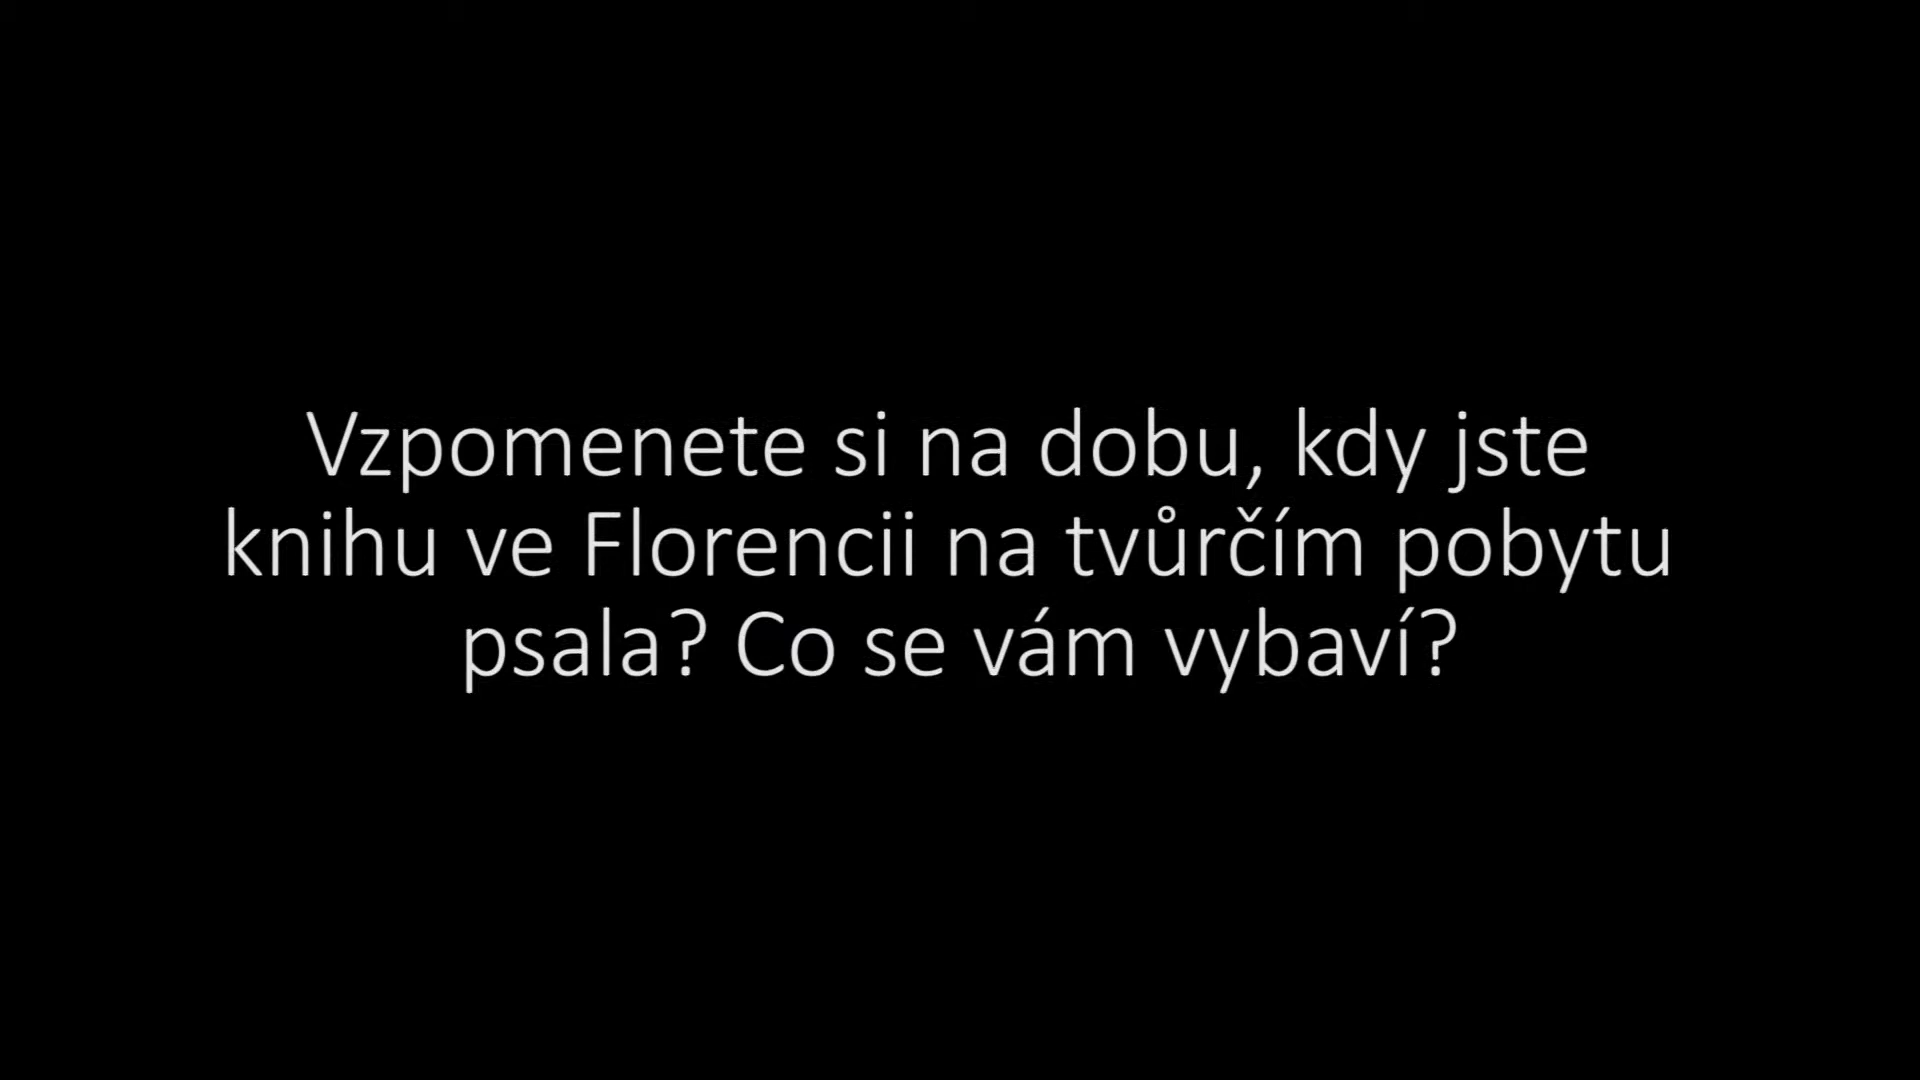 Vzpomenete si na dobu, kdy jste
knihu ve Florencii na tvůrčím pobytu
psala? Co se vám vybaví?